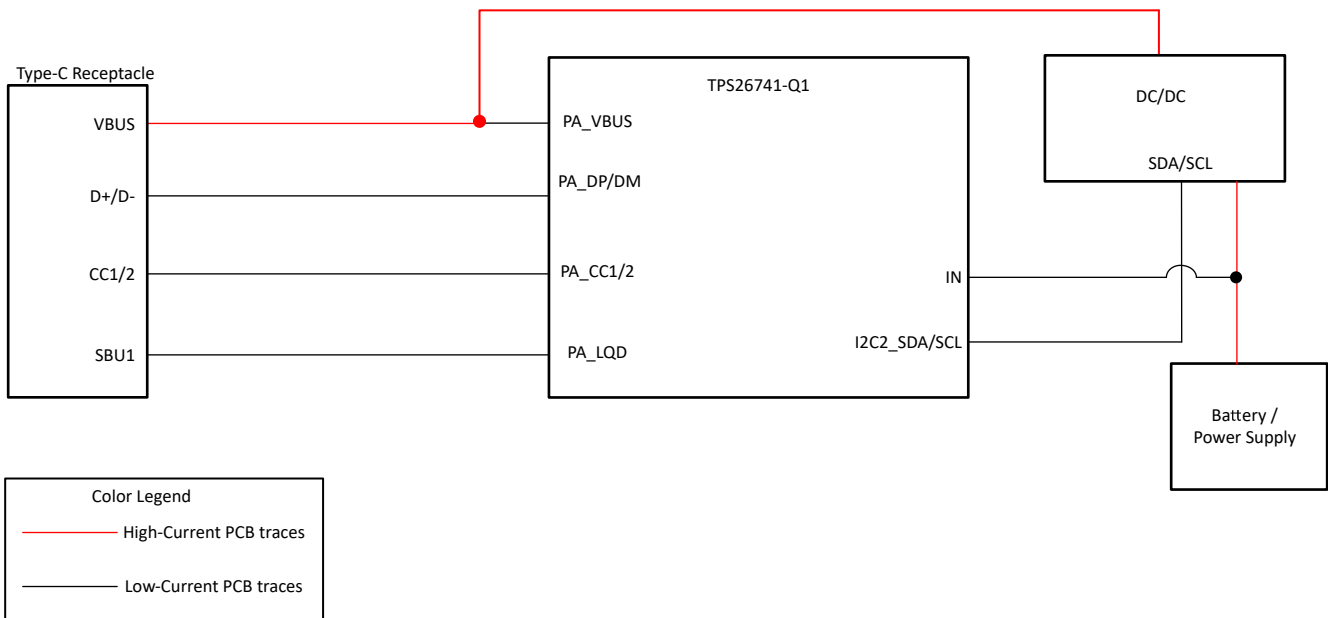 Type-C Receptacle
VBUS
D+/D-
CC1/2
SBU1
TPS26741-Q1
PA_VBUS
PA_DP/DM
PA_CC1/2
PA_LQD
IN
I2C2_SDA/SCL
DC/DC
SDA/SCL
Battery /
Power Supply
Color Legend
High-Current PCB traces
Low-Current PCB traces